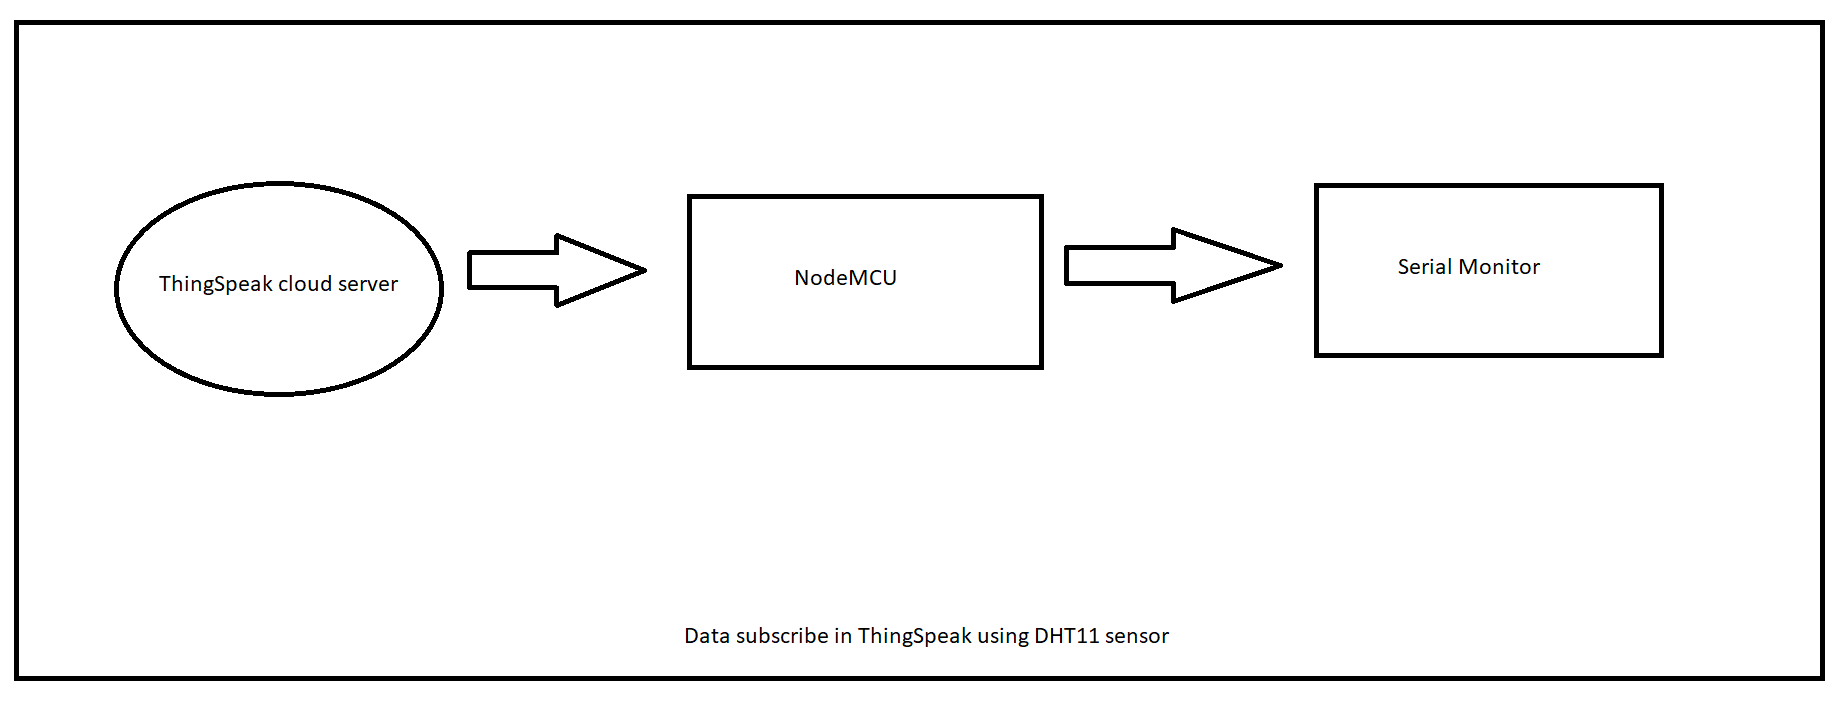 ThingSpeak cloud server
NodeMCU
Serial Monitor
Data subscribe in ThingSpeak using DHT11 sensor